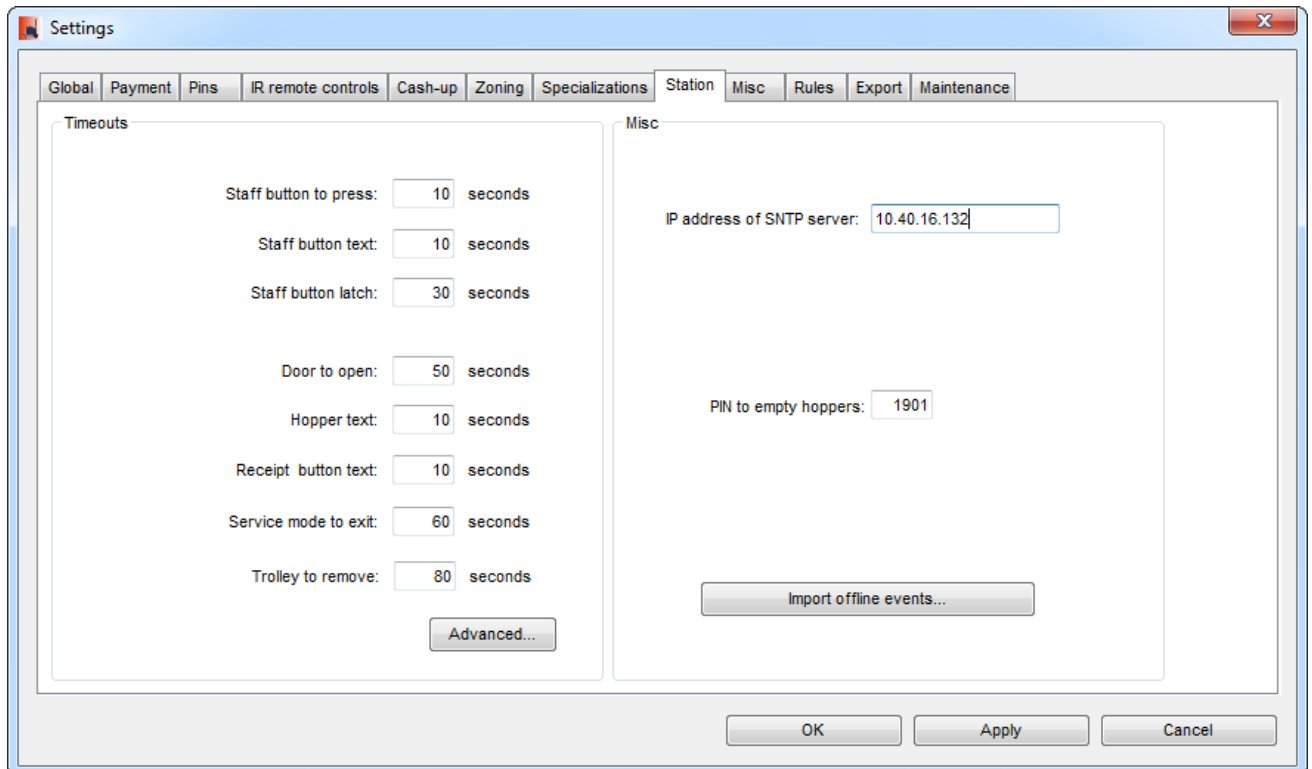 Settings
Global Payment Pins IR remote controls Cash-up Zoning Specializations Station Misc Rules Export Maintenance
Timeouts
Staff button to press: 10 seconds
Staff button text: 10 seconds
Staff button latch: 30 seconds
Door to open: 50 seconds
Hopper text: 10 seconds
Receipt button text: 10 seconds
Service mode to exit: 60 seconds
Trolley to remove: 80 seconds
Advanced...
Misc
IP address of SNTP server: 10.40.16.132
PIN to empty hoppers: 1901
Import offline events...
OK Apply Cancel